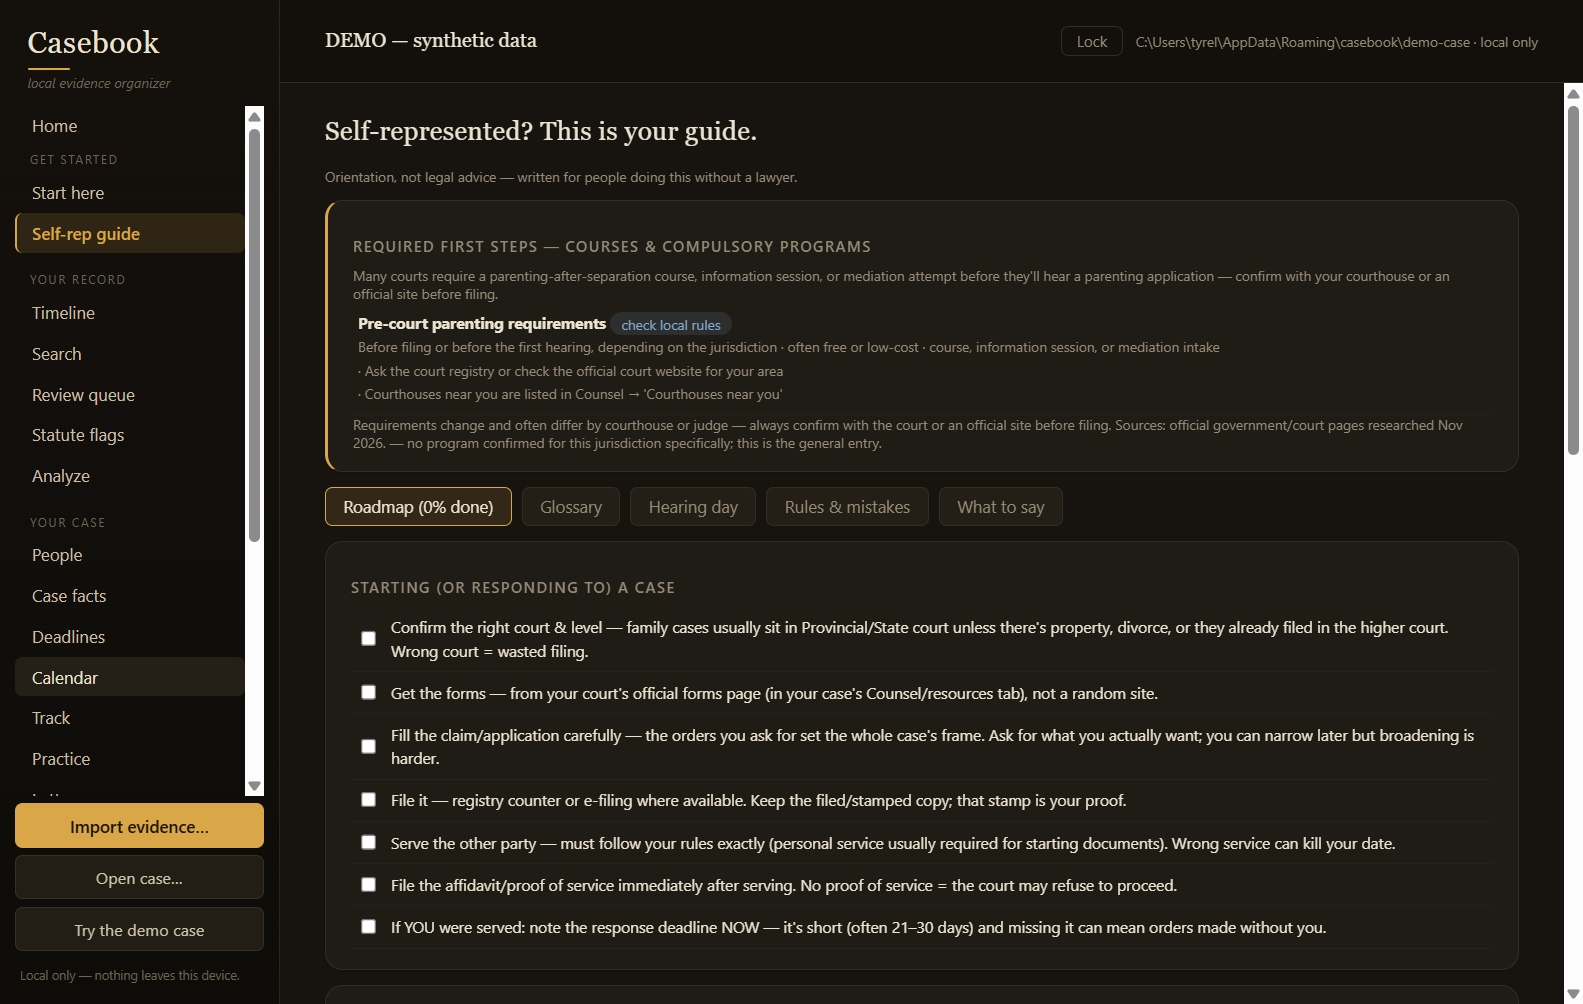 Casebook
local evidence organizer
Home
GET STARTED
Start here
Self-rep guide
YOUR RECORD
Timeline
Search
Review queue
Statute flags
Analyze
YOUR CASE
People
Case facts
Deadlines
Calendar
Track
Practice
Import evidence...
Open case...
Try the demo case
Local only — nothing leaves this device.
DEMO — synthetic data
Lock
C:\Users\tyrel\AppData\Roaming\casebook\demo-case · local only
Self-represented? This is your guide.
Orientation, not legal advice — written for people doing this without a lawyer.
REQUIRED FIRST STEPS — COURSES & COMPULSORY PROGRAMS
Many courts require a parenting-after-separation course, information session, or mediation attempt before they'll hear a parenting application — confirm with your courthouse or an
official site before filing.
Pre-court parenting requirements check local rules
Before filing or before the first hearing, depending on the jurisdiction · often free or low-cost · course, information session, or mediation intake
· Ask the court registry or check the official court website for your area
· Courthouses near you are listed in Counsel → 'Courthouses near you'
Requirements change and often differ by courthouse or judge — always confirm with the court or an official site before filing. Sources: official government/court pages researched Nov
2026. — no program confirmed for this jurisdiction specifically; this is the general entry.
Roadmap (0% done)
Glossary
Hearing day
Rules & mistakes
What to say
STARTING (OR RESPONDING TO) A CASE
Confirm the right court & level — family cases usually sit in Provincial/State court unless there's property, divorce, or they already filed in the higher court.
Wrong court = wasted filing.
Get the forms — from your court's official forms page (in your case's Counsel/resources tab), not a random site.
Fill the claim/application carefully — the orders you ask for set the whole case's frame. Ask for what you actually want; you can narrow later but broadening is
harder.
File it — registry counter or e-filing where available. Keep the filed/stamped copy; that stamp is your proof.
Serve the other party — must follow your rules exactly (personal service usually required for starting documents). Wrong service can kill your date.
File the affidavit/proof of service immediately after serving. No proof of service = the court may refuse to proceed.
If YOU were served: note the response deadline NOW — it's short (often 21–30 days) and missing it can mean orders made without you.